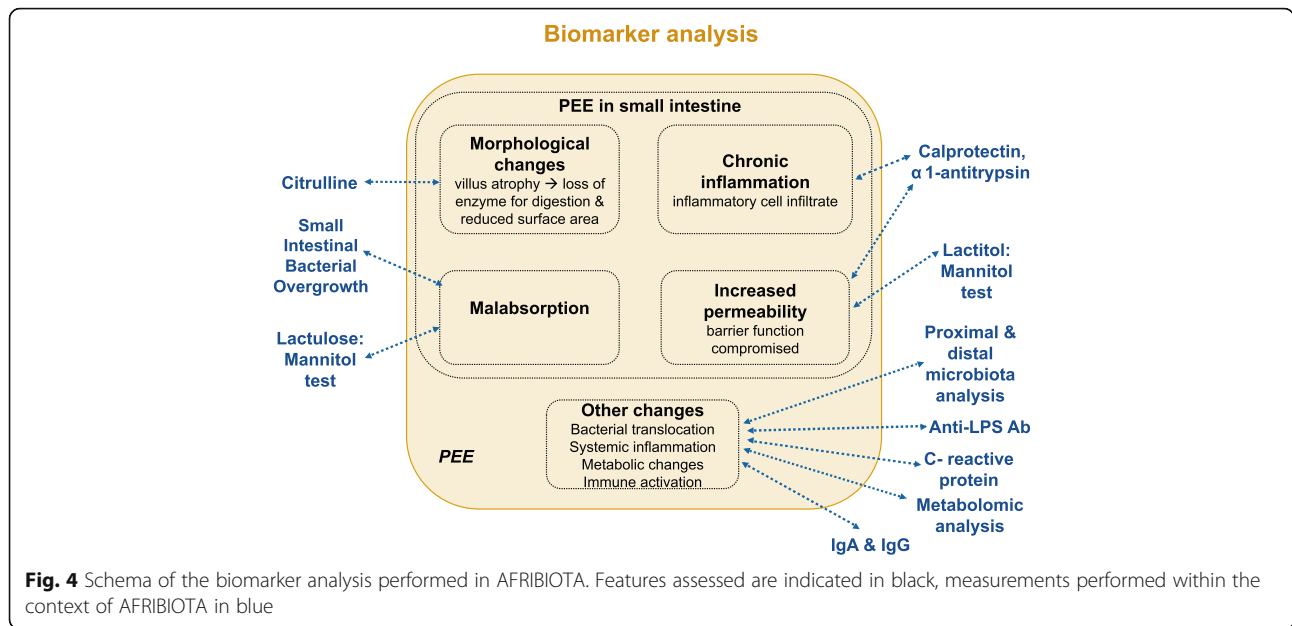 Biomarker analysis
PEE in small intestine
Morphological
changes
villus atrophy → loss of
enzyme for digestion &
reduced surface area
Chronic
inflammation
inflammatory cell infiltrate
Malabsorption
Increased
permeability
barrier function
compromised
Other changes
Bacterial translocation
Systemic inflammation
Metabolic changes
Immune activation
PEE
Citrulline
Small
Intestinal
Bacterial
Overgrowth
Lactulose:
Mannitol
test
Calprotectin,
α 1-antitrypsin
Lactitol:
Mannitol
test
Proximal &
distal
microbiota
analysis
Anti-LPS Ab
C- reactive
protein
Metabolomic
analysis
IgA & IgG
Fig. 4 Schema of the biomarker analysis performed in AFRIBIOTA. Features assessed are indicated in black, measurements performed within the
context of AFRIBIOTA in blue